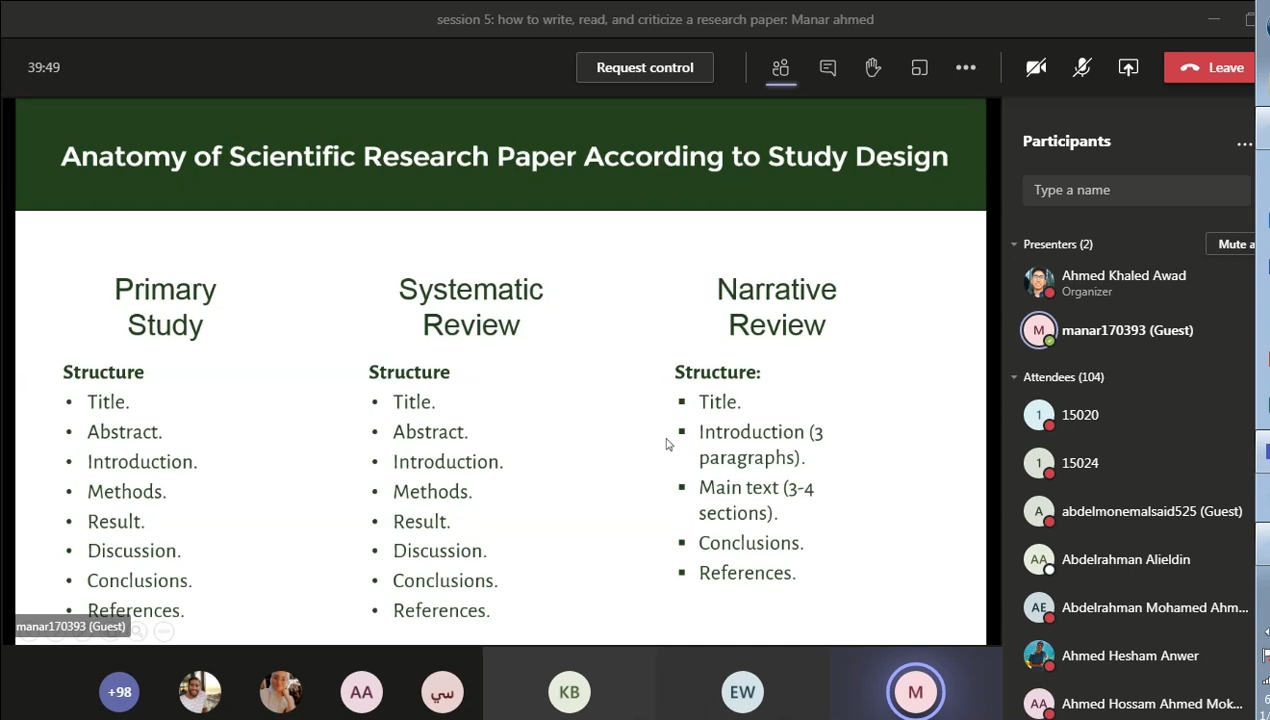 session 5: how to write, read, and criticize a research paper: Manar ahmed
39:49
Request control
Leave
Anatomy of Scientific Research Paper According to Study Design
Primary
Study
Structure
• Title.
• Abstract.
• Introduction.
• Methods.
• Result.
• Discussion.
• Conclusions.
• References.
Systematic
Review
Structure
• Title.
• Abstract.
• Introduction.
• Methods.
• Result.
• Discussion.
• Conclusions.
• References.
Narrative
Review
Structure:
▪ Title.
▪ Introduction (3
paragraphs).
▪ Main text (3-4
sections).
▪ Conclusions.
▪ References.
manar170393 (Guest)
Participants
Type a name
Presenters (2)
Mute a
Ahmed Khaled Awad
Organizer
M
manar170393 (Guest)
Attendees (104)
1
15020
1
15024
A
abdelmonemalsaid525 (Guest)
AA
Abdelrahman Alieldin
AE
Abdelrahman Mohamed Ahm...
Ahmed Hesham Anwer
AA
Ahmed Hossam Ahmed Mok...
+98
AA
سي
KB
EW
M